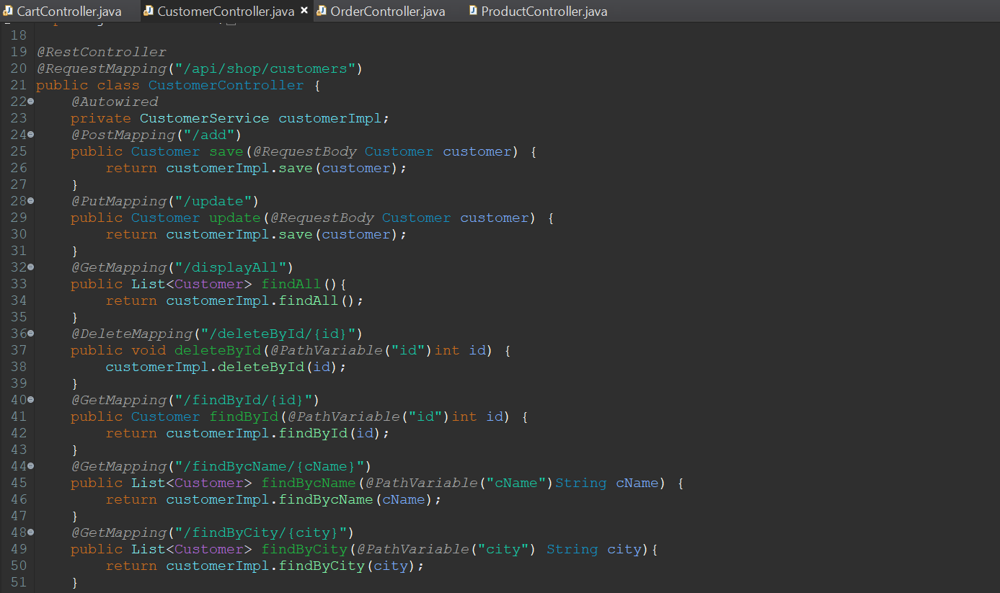 CartController.java CustomerController.java OrderController.java ProductController.java
18
19 @RestController
20 @RequestMapping("/api/shop/customers")
21 public class CustomerController {
22 @Autowired
23 private CustomerService customerImpl;
24 @PostMapping("/add")
25 public Customer save(@RequestBody Customer customer) {
26 return customerImpl.save(customer);
27 }
28 @PutMapping("/update")
29 public Customer update(@RequestBody Customer customer) {
30 return customerImpl.save(customer);
31 }
32 @GetMapping("/displayAll")
33 public List<Customer> findAll(){
34 return customerImpl.findAll();
35 }
36 @DeleteMapping("/deleteById/{id}")
37 public void deleteById(@PathVariable("id")int id) {
38 customerImpl.deleteById(id);
39 }
40 @GetMapping("/findById/{id}")
41 public Customer findById(@PathVariable("id")int id) {
42 return customerImpl.findById(id);
43 }
44 @GetMapping("/findBycName/{cName}")
45 public List<Customer> findBycName(@PathVariable("cName")String cName) {
46 return customerImpl.findBycName(cName);
47 }
48 @GetMapping("/findByCity/{city}")
49 public List<Customer> findByCity(@PathVariable("city") String city){
50 return customerImpl.findByCity(city);
51 }